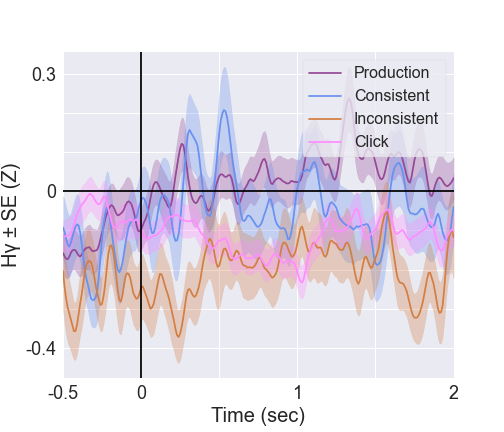 Production
Consistent
Inconsistent
Click
0.3
0
-0.4
Hγ ± SE (Z)
-0.5
0
1
2
Time (sec)